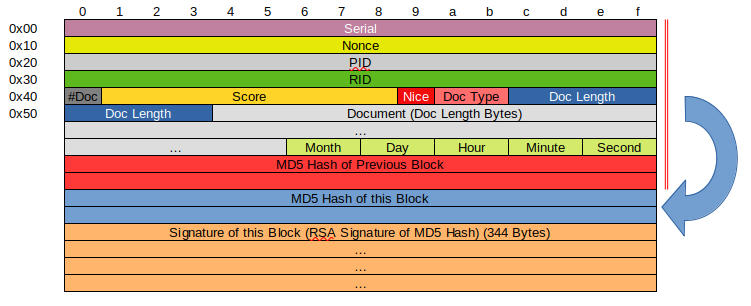 0 1 2 3 4 5 6 7 8 9 a b c d e f
0x00 Serial
0x10 Nonce
0x20 PID
0x30 RID
0x40 #Doc Score Nice Doc Type Doc Length
0x50 Doc Length Document (Doc Length Bytes)
...
... Month Day Hour Minute Second
MD5 Hash of Previous Block
MD5 Hash of this Block
Signature of this Block (RSA Signature of MD5 Hash) (344 Bytes)
...
...
...